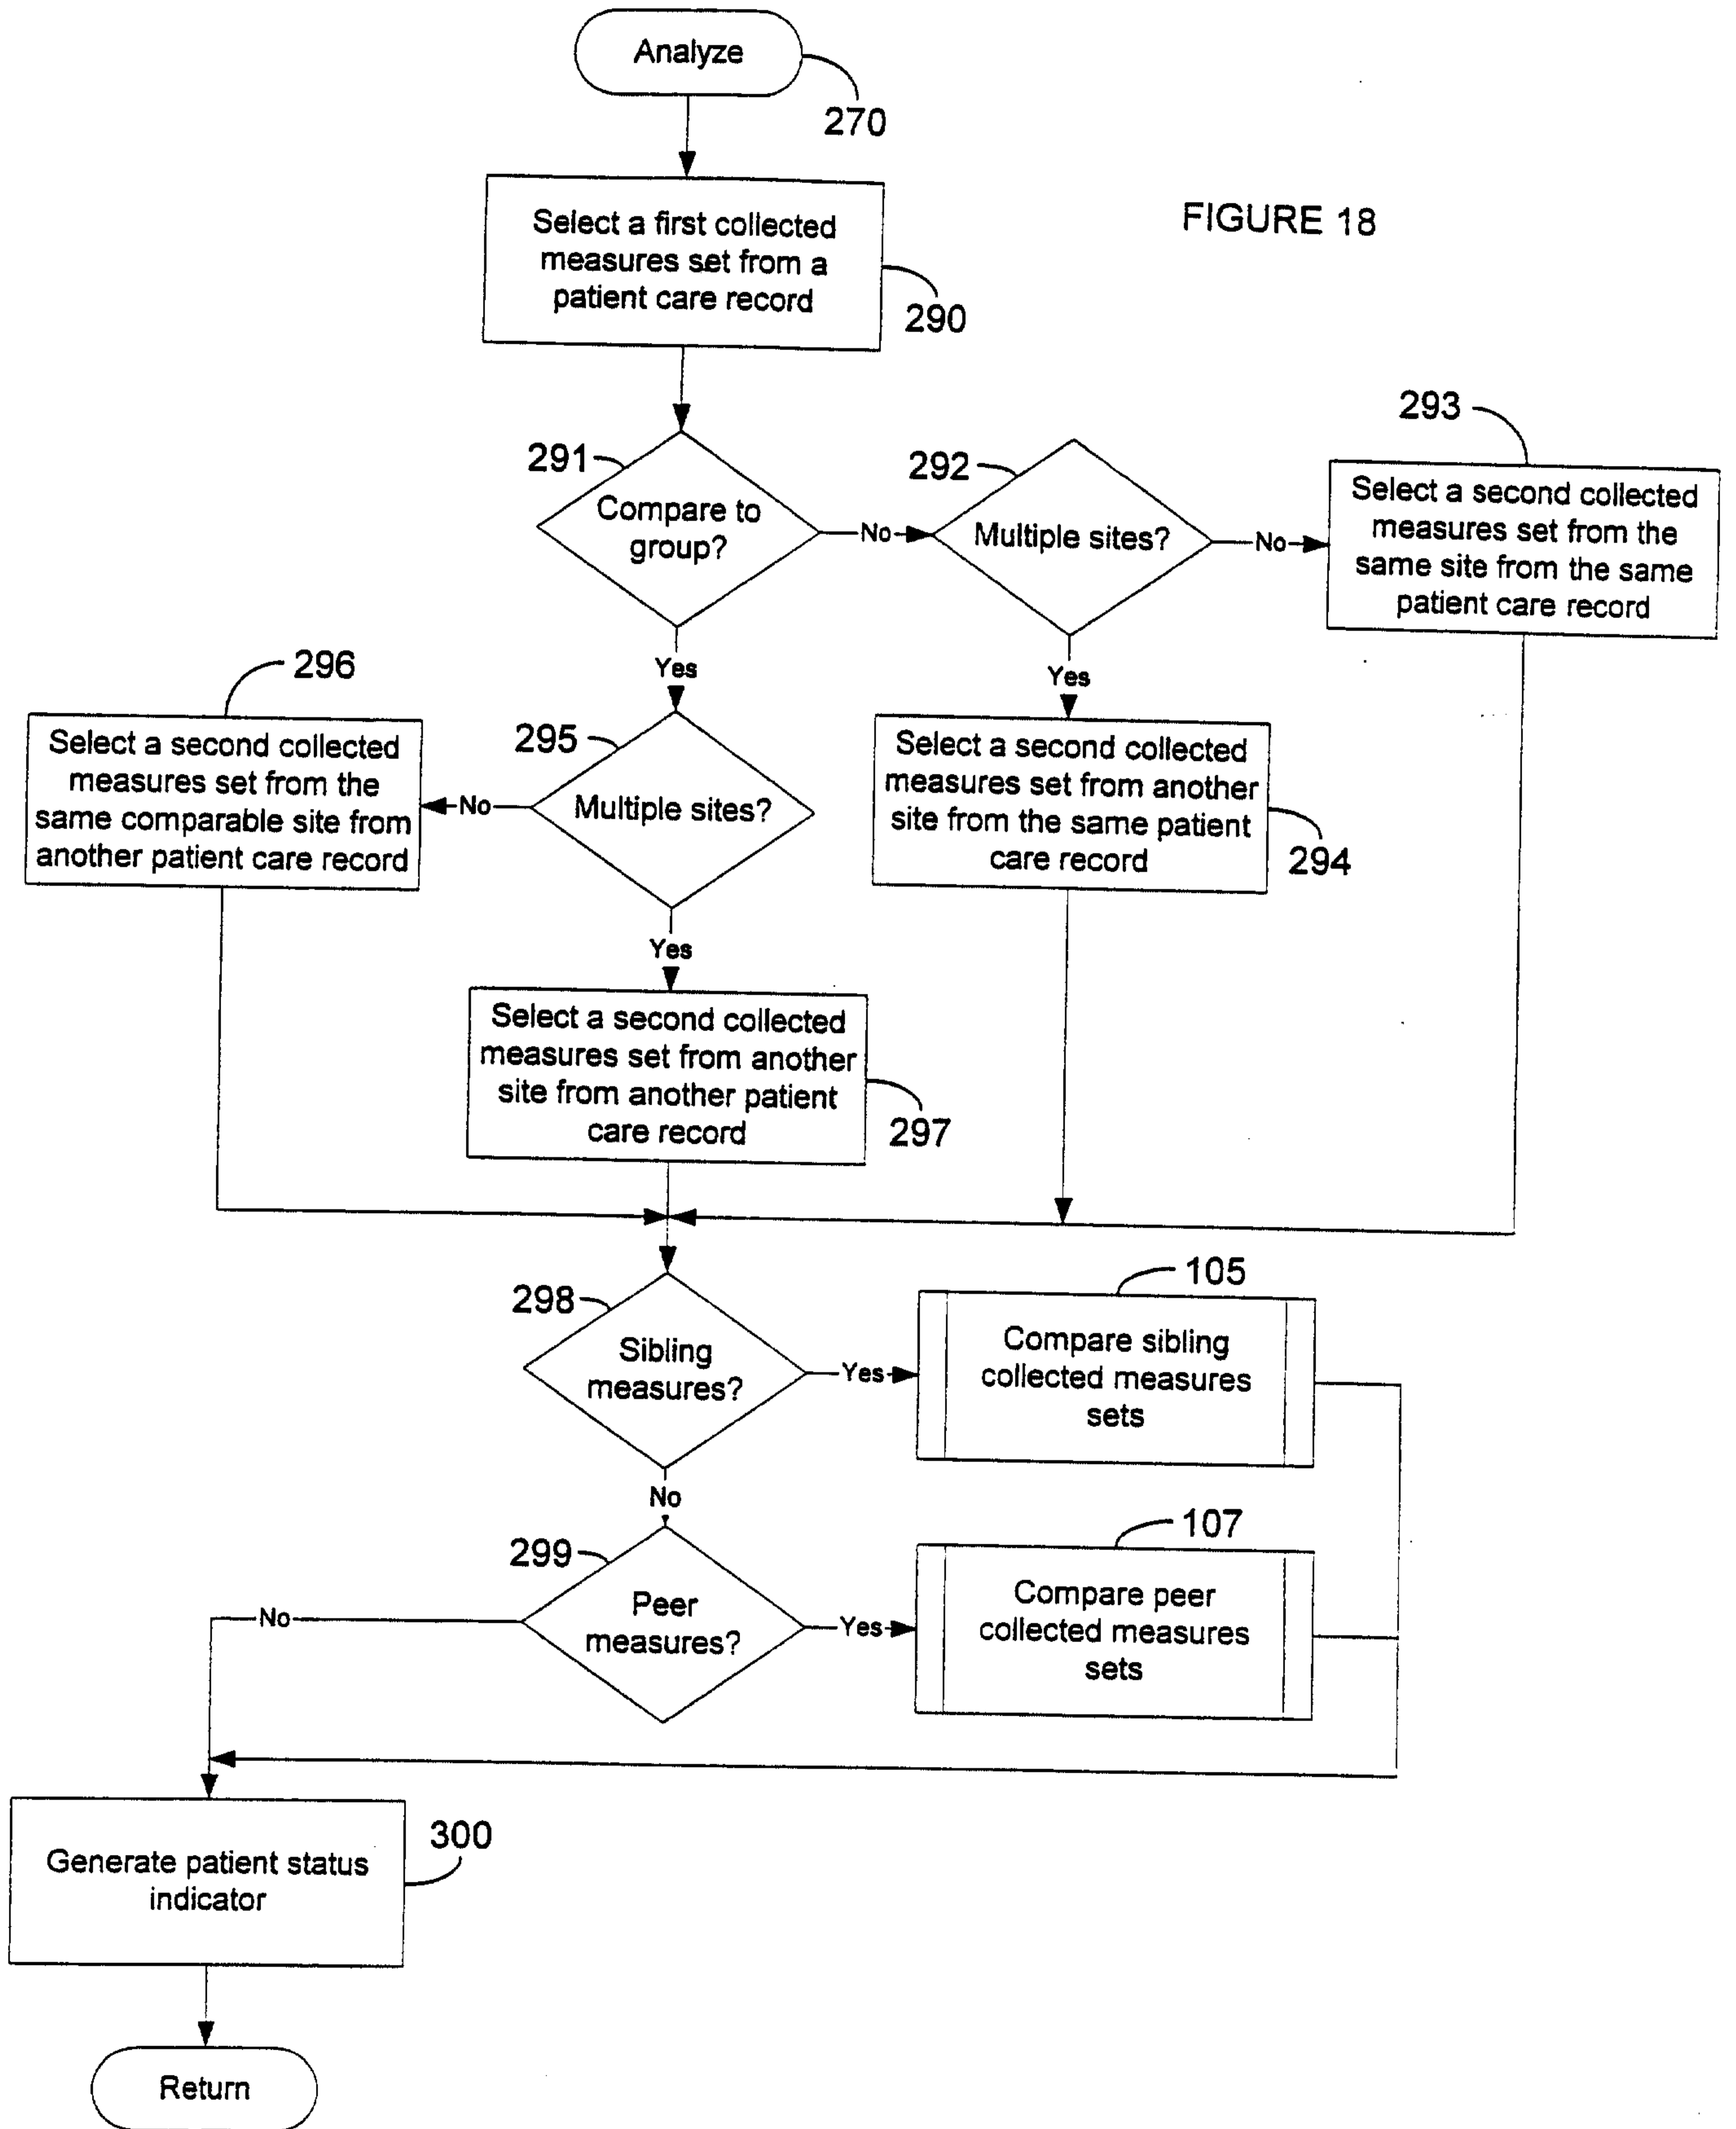 Analyze
270
FIGURE 18
Select a first collected
measures set from a
patient care record
290
291
Compare to
group?
No
292
Multiple sites?
No
293
Select a second collected
measures set from the
same site from the same
patient care record
Yes
Yes
296
Select a second collected
measures set from the
same comparable site from
another patient care record
No
295
Multiple sites?
Select a second collected
measures set from another
site from the same patient
care record
294
Yes
Select a second collected
measures set from another
site from another patient
care record
297
298
Sibling
measures?
Yes
105
Compare sibling
collected measures
sets
No
299
Peer
measures?
No
Yes
107
Compare peer
collected measures
sets
Generate patient status
indicator
300
Return